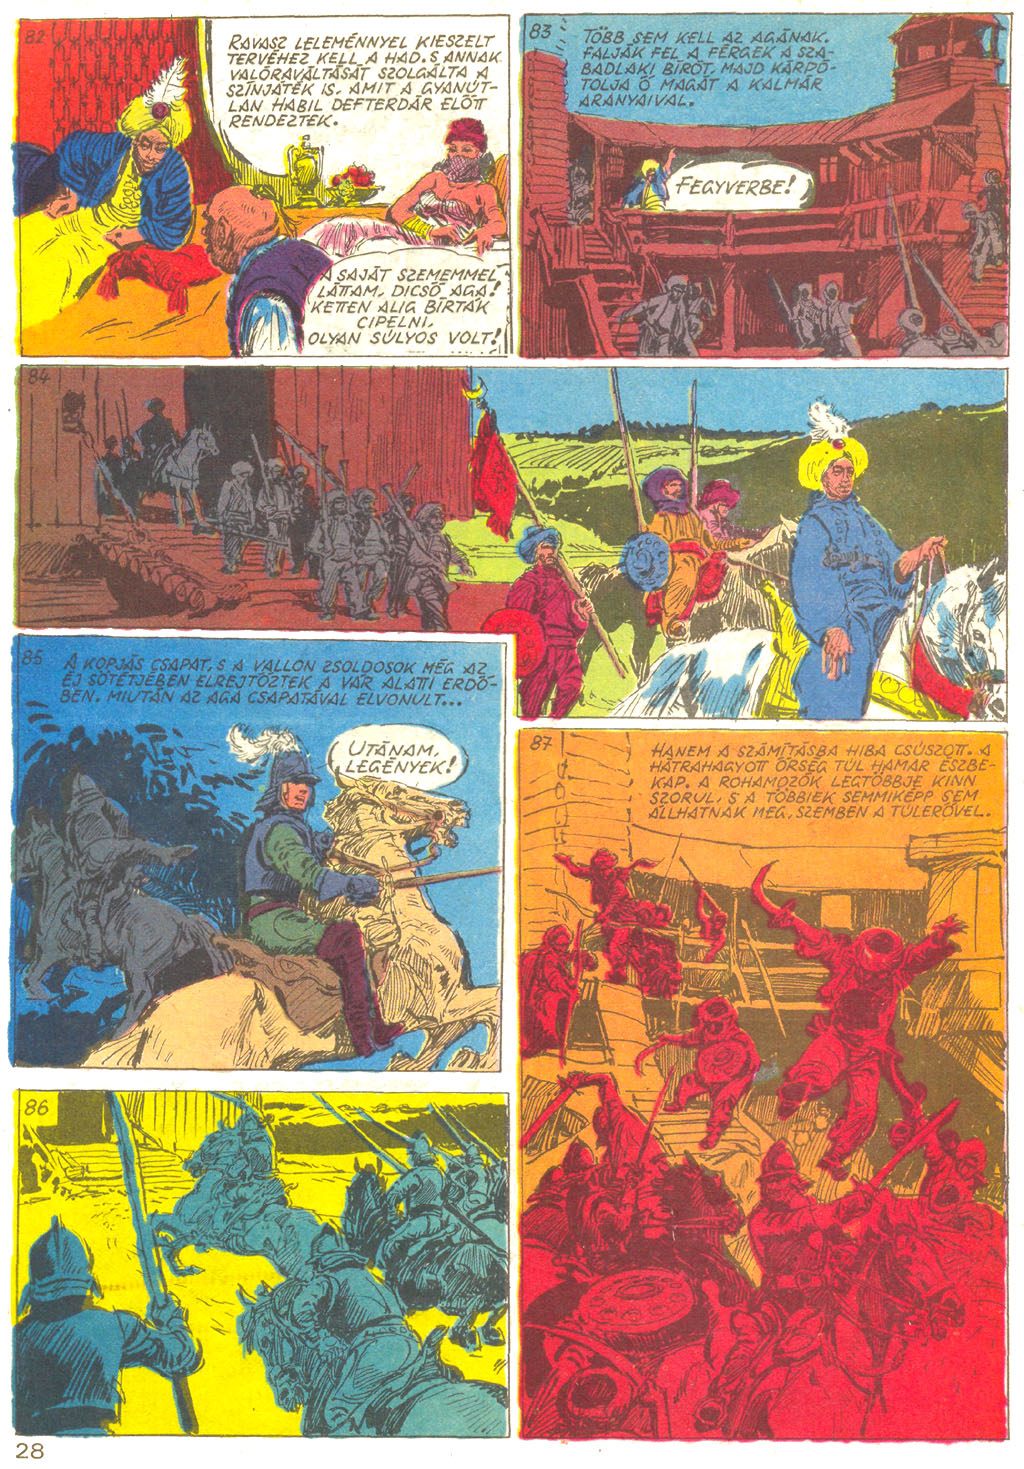 82
RAVASZ LELEMÉNNYEL KIESZELT
TERVÉHEZ KELL A HAD. S ANNAK
VALÓRAVÁLTÁSÁT SZOLGÁLTA A
SZÍNJÁTÉK IS, AMIT A GYANÚT-
LAN HABIL DEFTERDÁR ELŐTT
RENDEZTEK.
A SAJÁT SZEMEMMEL
LÁTTAM, DICSŐ AGA!
KETTEN ALIG BÍRTÁK
CIPELNI,
OLYAN SÚLYOS VOLT!
83
TÖBB SEM KELL AZ AGÁNAK.
FALJÁK FEL A FÉRGEK A SZA-
BADLAKI BÍRÓT. MAJD KÁRPÓ-
TOLJA Ő MAGÁT A KALMÁR
ARANYAIVAL.
FEGYVERBE!
84
85
A KOPJÁS CSAPAT, S A VALLON ZSOLDOSOK MÉG AZ
ÉJ SÖTÉTJÉBEN ELREJTŐZTEK A VÁR ALATTI ERDŐ-
BEN. MIUTÁN AZ AGA CSAPATÁVAL ELVONULT...
UTÁNAM,
LEGÉNYEK!
86
87
HANEM A SZÁMÍTÁSBA HIBA CSÚSZOTT. A
HÁTRAHAGYOTT ŐRSÉG TÚL HAMAR ÉSZBE-
KAP. A ROHAMOZÓK LEGTÖBBJE KINN
SZORUL, S A TÖBBIEK SEMMIKÉPP SEM
ÁLLHATNAK MEG, SZEMBEN A TÚLERŐVEL.
28